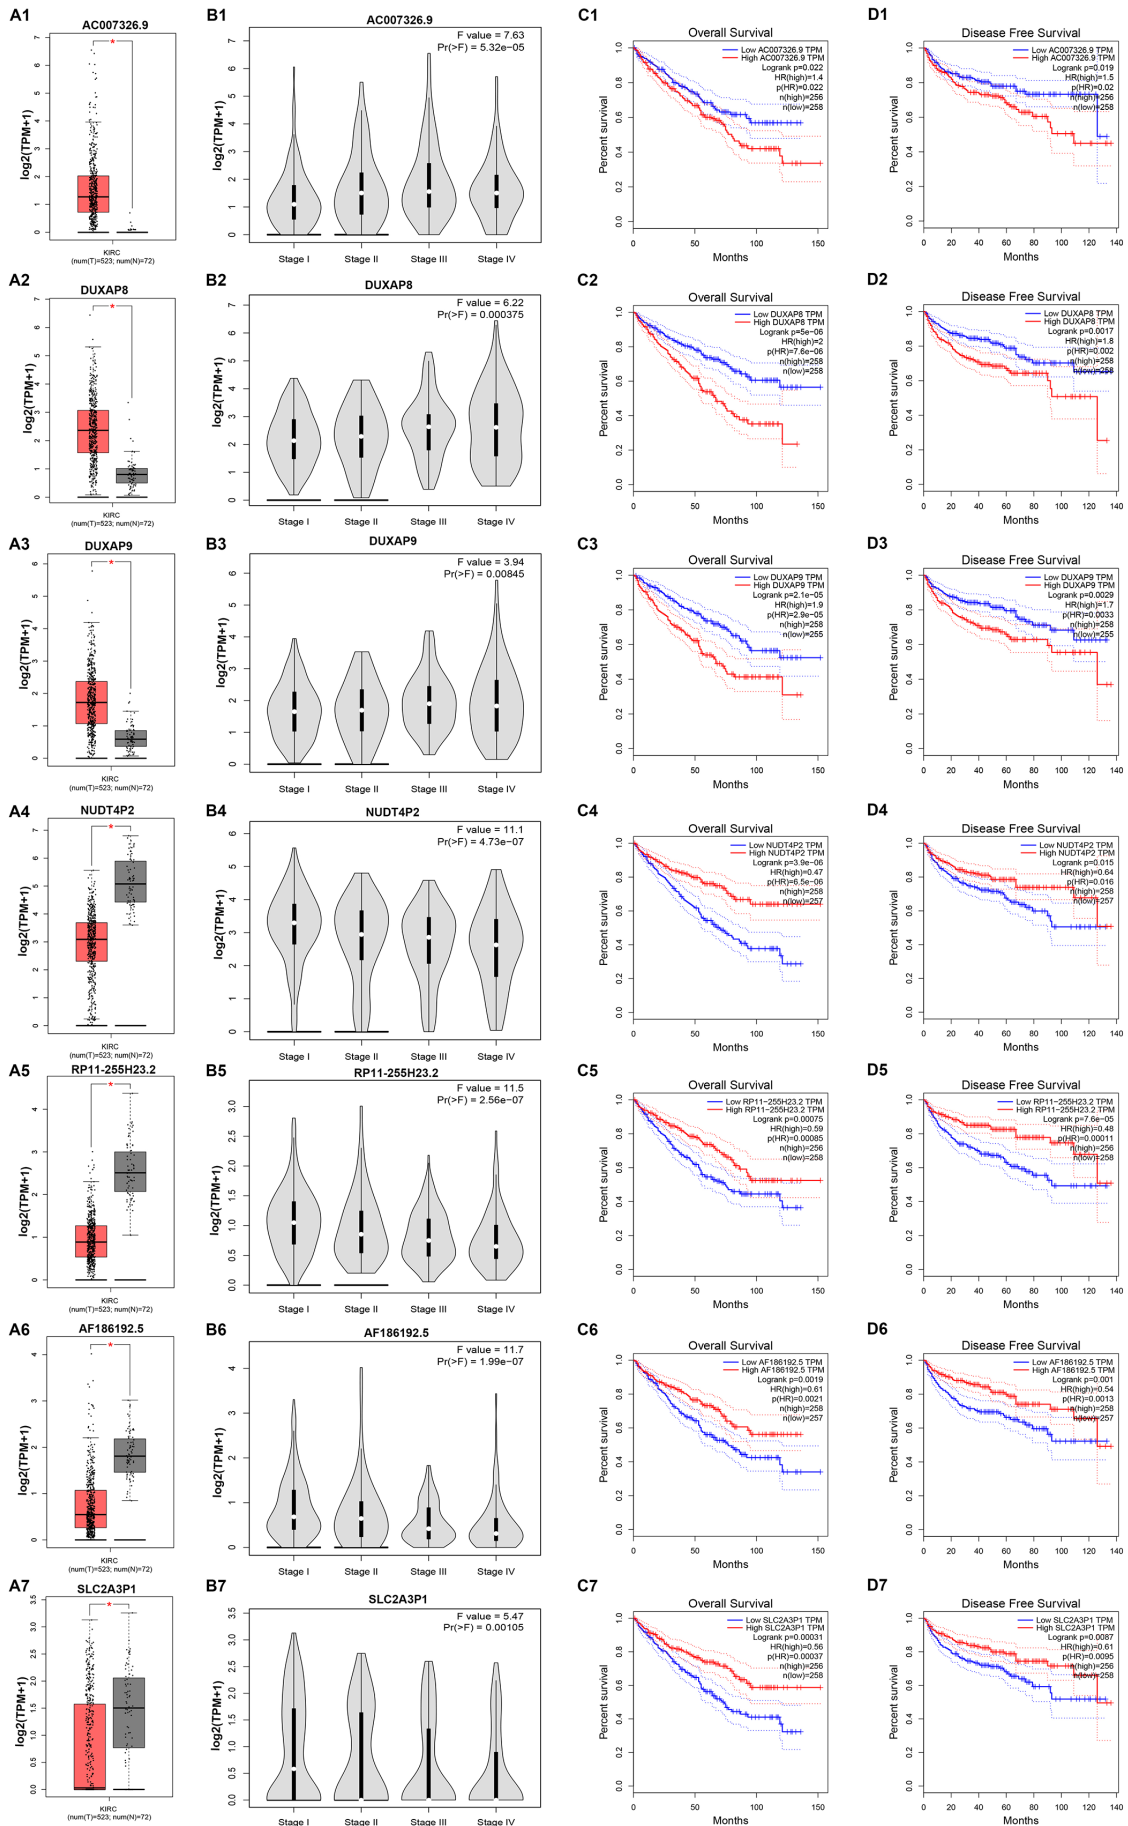 A1
AC007326.9
log2(TPM+1)
*
KIRC
(num(T)=523; num(N)=72)
B1
AC007326.9
log2(TPM+1)
F value = 7.63
Pr(>F) = 5.32e-05
Stage I Stage II Stage III Stage IV
C1
Overall Survival
Percent survival
Low AC007326.9 TPM
High AC007326.9 TPM
Logrank p=0.022
HR(high)=1.4
p(HR)=0.022
n(high)=256
n(low)=258
Months
D1
Disease Free Survival
Percent survival
Low AC007326.9 TPM
High AC007326.9 TPM
Logrank p=0.019
HR(high)=1.5
p(HR)=0.02
n(high)=256
n(low)=258
Months
A2
DUXAP8
log2(TPM+1)
*
KIRC
(num(T)=523; num(N)=72)
B2
DUXAP8
log2(TPM+1)
F value = 6.22
Pr(>F) = 0.000375
Stage I Stage II Stage III Stage IV
C2
Overall Survival
Percent survival
Low DUXAP8 TPM
High DUXAP8 TPM
Logrank p=5e-06
HR(high)=2
p(HR)=7.6e-06
n(high)=258
n(low)=258
Months
D2
Disease Free Survival
Percent survival
Low DUXAP8 TPM
High DUXAP8 TPM
Logrank p=0.0017
HR(high)=1.8
p(HR)=0.002
n(high)=258
n(low)=258
Months
A3
DUXAP9
log2(TPM+1)
*
KIRC
(num(T)=523; num(N)=72)
B3
DUXAP9
log2(TPM+1)
F value = 3.94
Pr(>F) = 0.00845
Stage I Stage II Stage III Stage IV
C3
Overall Survival
Percent survival
Low DUXAP9 TPM
High DUXAP9 TPM
Logrank p=2.1e-05
HR(high)=1.9
p(HR)=2.9e-05
n(high)=258
n(low)=255
Months
D3
Disease Free Survival
Percent survival
Low DUXAP9 TPM
High DUXAP9 TPM
Logrank p=0.0029
HR(high)=1.7
p(HR)=0.0033
n(high)=258
n(low)=255
Months
A4
NUDT4P2
log2(TPM+1)
*
KIRC
(num(T)=523; num(N)=72)
B4
NUDT4P2
log2(TPM+1)
F value = 11.1
Pr(>F) = 4.73e-07
Stage I Stage II Stage III Stage IV
C4
Overall Survival
Percent survival
Low NUDT4P2 TPM
High NUDT4P2 TPM
Logrank p=3.9e-06
HR(high)=0.47
p(HR)=6.5e-06
n(high)=258
n(low)=257
Months
D4
Disease Free Survival
Percent survival
Low NUDT4P2 TPM
High NUDT4P2 TPM
Logrank p=0.015
HR(high)=0.64
p(HR)=0.016
n(high)=258
n(low)=257
Months
A5
RP11-255H23.2
log2(TPM+1)
*
KIRC
(num(T)=523; num(N)=72)
B5
RP11-255H23.2
log2(TPM+1)
F value = 11.5
Pr(>F) = 2.56e-07
Stage I Stage II Stage III Stage IV
C5
Overall Survival
Percent survival
Low RP11-255H23.2 TPM
High RP11-255H23.2 TPM
Logrank p=0.00075
HR(high)=0.59
p(HR)=0.00085
n(high)=256
n(low)=258
Months
D5
Disease Free Survival
Percent survival
Low RP11-255H23.2 TPM
High RP11-255H23.2 TPM
Logrank p=7.6e-05
HR(high)=0.48
p(HR)=0.00011
n(high)=256
n(low)=258
Months
A6
AF186192.5
log2(TPM+1)
*
KIRC
(num(T)=523; num(N)=72)
B6
AF186192.5
log2(TPM+1)
F value = 11.7
Pr(>F) = 1.99e-07
Stage I Stage II Stage III Stage IV
C6
Overall Survival
Percent survival
Low AF186192.5 TPM
High AF186192.5 TPM
Logrank p=0.0019
HR(high)=0.61
p(HR)=0.0021
n(high)=258
n(low)=257
Months
D6
Disease Free Survival
Percent survival
Low AF186192.5 TPM
High AF186192.5 TPM
Logrank p=0.001
HR(high)=0.54
p(HR)=0.0013
n(high)=258
n(low)=257
Months
A7
SLC2A3P1
log2(TPM+1)
*
KIRC
(num(T)=523; num(N)=72)
B7
SLC2A3P1
log2(TPM+1)
F value = 5.47
Pr(>F) = 0.00105
Stage I Stage II Stage III Stage IV
C7
Overall Survival
Percent survival
Low SLC2A3P1 TPM
High SLC2A3P1 TPM
Logrank p=0.00031
HR(high)=0.56
p(HR)=0.00037
n(high)=256
n(low)=258
Months
D7
Disease Free Survival
Percent survival
Low SLC2A3P1 TPM
High SLC2A3P1 TPM
Logrank p=0.0087
HR(high)=0.61
p(HR)=0.0095
n(high)=256
n(low)=258
Months